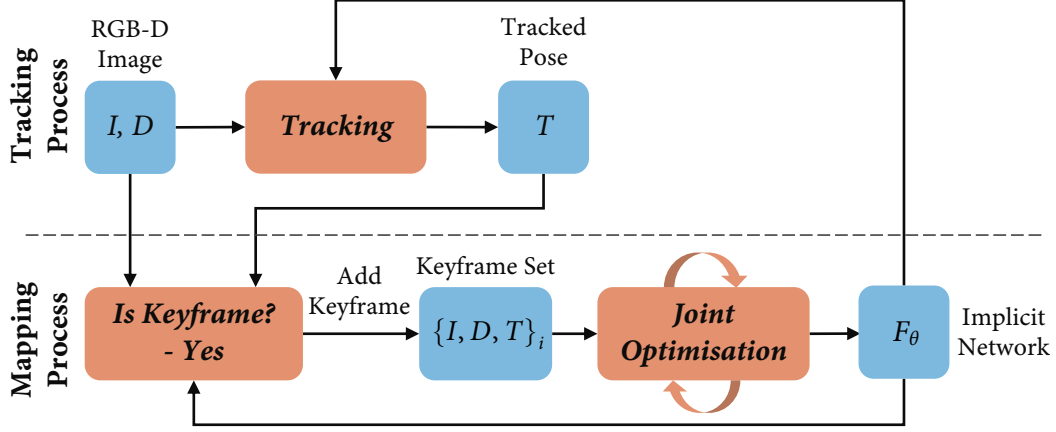 Tracking
Process
RGB-D
Image
I, D
Tracking
Tracked
Pose
T
Mapping
Process
Is Keyframe?
- Yes
Add
Keyframe
Keyframe Set
{I, D, T}ᵢ
Joint
Optimisation
F_θ
Implicit
Network